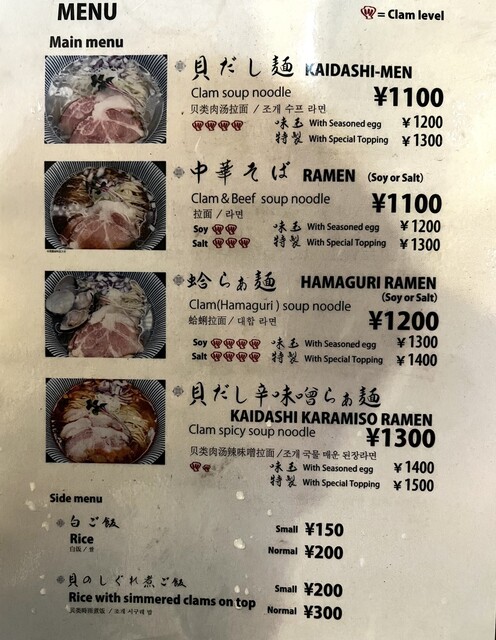 MENU
= Clam level
Main menu
貝だし麺 KAIDASHI-MEN
Clam soup noodle
¥1100
贝类肉汤拉面 / 조개 수프 라면
味玉 With Seasoned egg ¥1200
特製 With Special Topping ¥1300
中華そば RAMEN (Soy or Salt)
Clam & Beef soup noodle
¥1100
拉面 / 라면
Soy 味玉 With Seasoned egg ¥1200
Salt 特製 With Special Topping ¥1300
蛤らぁ麺 HAMAGURI RAMEN
(Soy or Salt)
Clam(Hamaguri) soup noodle
¥1200
蛤蜊拉面 / 대합 라면
Soy 味玉 With Seasoned egg ¥1300
Salt 特製 With Special Topping ¥1400
貝だし辛味噌らぁ麺
KAIDASHI KARAMISO RAMEN
Clam spicy soup noodle
¥1300
贝类肉汤辣味噌拉面 / 조개 국물 매운 된장라면
味玉 With Seasoned egg ¥1400
特製 With Special Topping ¥1500
Side menu
白ご飯
Small ¥150
Rice
Normal ¥200
白饭 /
貝のしぐれ煮ご飯
Small ¥200
Rice with simmered clams on top
Normal ¥300